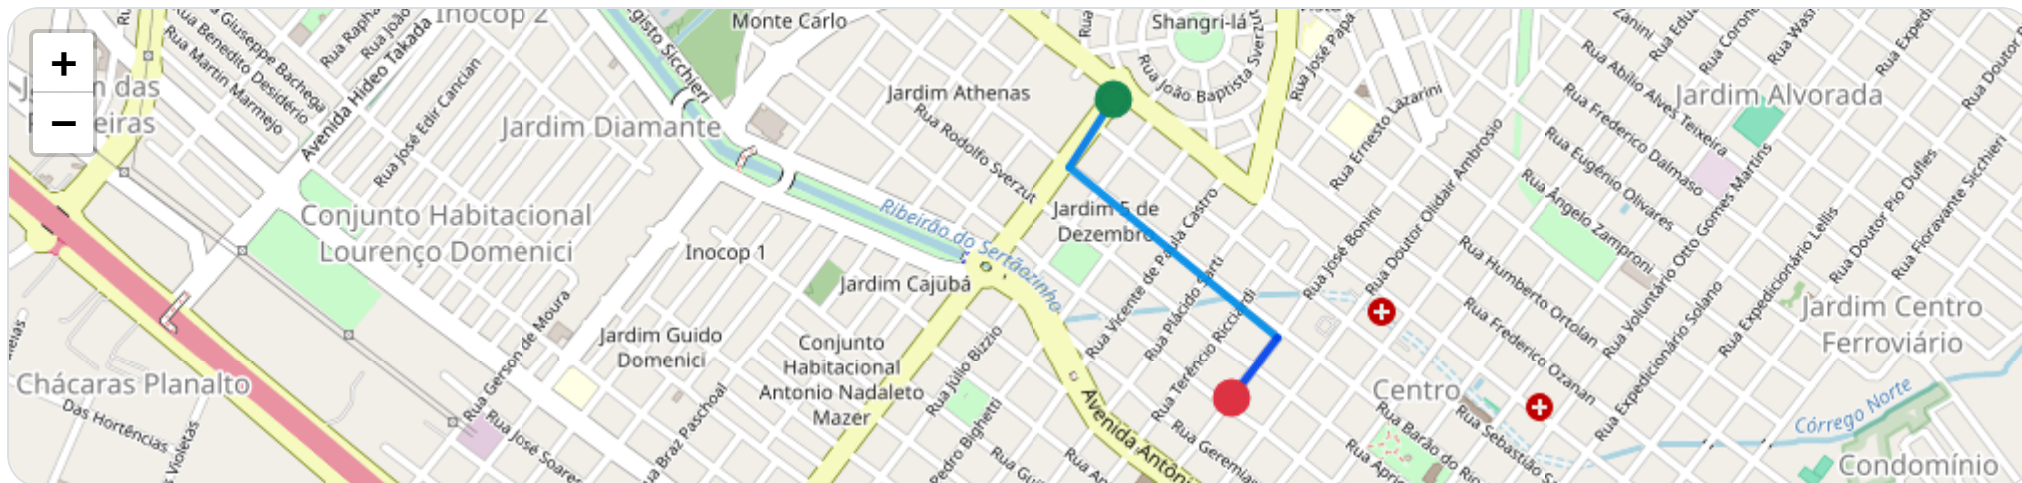 +
−
Inocop 2
Monte Carlo
Shangri-lá
Rua Giuseppe Bachega
Rua Benedito Desidério
Rua Martin Marmejo
Avenida Hideo Takada
Rua José Edir Cancian
Jardim Diamante
Jardim Athenas
Rua Rodolfo Sverzut
Rua João Baptista Sverzut
Rua José Papa
Rua Ernesto Lazarini
Rua Doutor Olidair Ambrosio
Rua Abílio Alves Teixeira
Rua Frederico Dalmaso
Rua Eugênio Olivares
Rua Ângelo Zamproni
Jardim Alvorada
Rua Voluntário Otto Gomes Martins
Rua Doutor Pio Dufles
Rua Fioravante Sicchieri
Conjunto Habitacional
Lourenço Domenici
Inocop 1
Ribeirão do Sertãozinho
Jardim Cajubá
Jardim 5 de
Dezembro
Rua Vicente de Paula Castro
Rua Plácido Sarti
Rua Terêncio Ricciardi
Rua José Bonini
Rua Humberto Ortolan
Rua Frederico Ozanan
Rua Expedicionário Solano
Rua Expedicionário Lellis
Jardim Centro
Ferroviário
Chácaras Planalto
Das Hortências
Violetas
Rua Gerson de Moura
Rua José Soares
Jardim Guido
Domenici
Conjunto
Habitacional
Antonio Nadaleto
Mazer
Rua Júlio Bizzio
Pedro Bighetti
Braz Paschoal
Avenida Antôni
Rua Geremia
Centro
Rua Barão do Rio
Rua Sebastião S
Córrego Norte
Condomínio